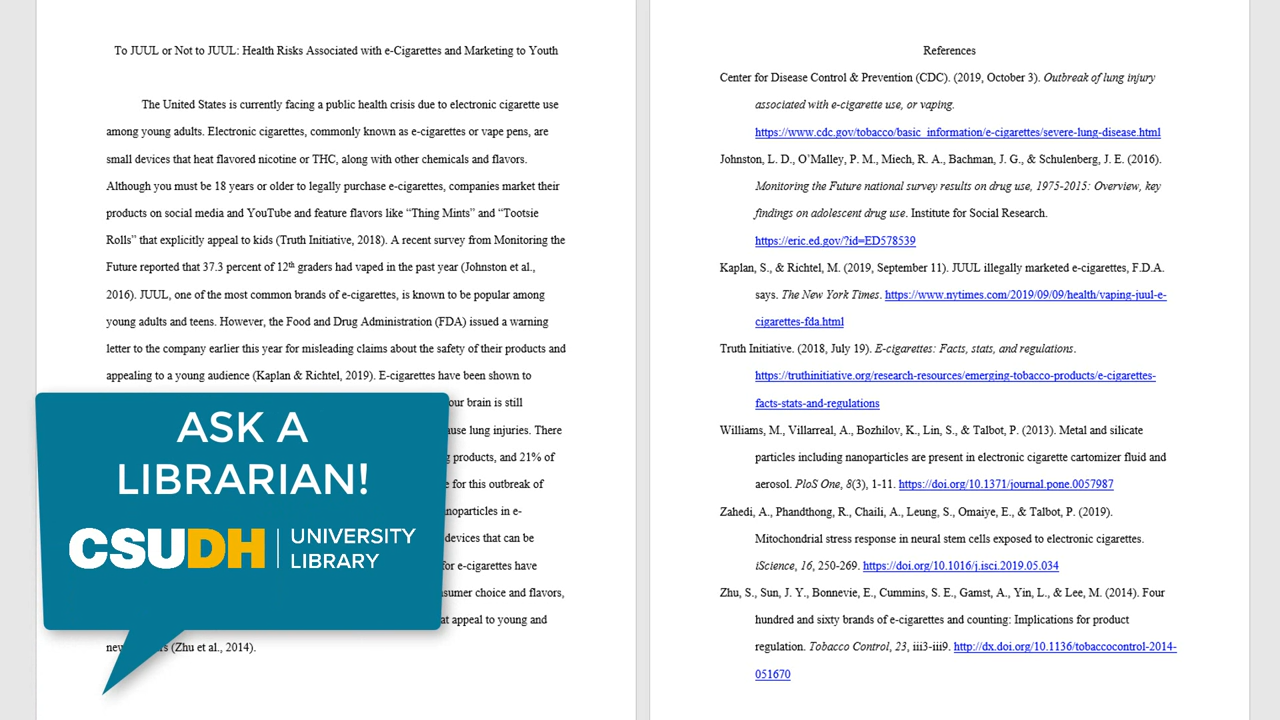 To JUUL or Not to JUUL: Health Risks Associated with e-Cigarettes and Marketing to Youth
The United States is currently facing a public health crisis due to electronic cigarette use
among young adults. Electronic cigarettes, commonly known as e-cigarettes or vape pens, are
small devices that heat flavored nicotine or THC, along with other chemicals and flavors.
Although you must be 18 years or older to legally purchase e-cigarettes, companies market their
products on social media and YouTube and feature flavors like “Thing Mints” and “Tootsie
Rolls” that explicitly appeal to kids (Truth Initiative, 2018). A recent survey from Monitoring the
Future reported that 37.3 percent of 12th graders had vaped in the past year (Johnston et al.,
2016). JUUL, one of the most common brands of e-cigarettes, is known to be popular among
young adults and teens. However, the Food and Drug Administration (FDA) issued a warning
letter to the company earlier this year for misleading claims about the safety of their products and
appealing to a young audience (Kaplan & Richtel, 2019). E-cigarettes have been shown to
our brain is still
ause lung injuries. There
products, and 21% of
e for this outbreak of
noparticles in e-
devices that can be
for e-cigarettes have
sumer choice and flavors,
at appeal to young and
new rs (Zhu et al., 2014).
ASK A
LIBRARIAN!
CSUDH UNIVERSITY
LIBRARY
References
Center for Disease Control & Prevention (CDC). (2019, October 3). Outbreak of lung injury
associated with e-cigarette use, or vaping.
https://www.cdc.gov/tobacco/basic_information/e-cigarettes/severe-lung-disease.html
Johnston, L. D., O’Malley, P. M., Miech, R. A., Bachman, J. G., & Schulenberg, J. E. (2016).
Monitoring the Future national survey results on drug use, 1975-2015: Overview, key
findings on adolescent drug use. Institute for Social Research.
https://eric.ed.gov/?id=ED578539
Kaplan, S., & Richtel, M. (2019, September 11). JUUL illegally marketed e-cigarettes, F.D.A.
says. The New York Times. https://www.nytimes.com/2019/09/09/health/vaping-juul-e-
cigarettes-fda.html
Truth Initiative. (2018, July 19). E-cigarettes: Facts, stats, and regulations.
https://truthinitiative.org/research-resources/emerging-tobacco-products/e-cigarettes-
facts-stats-and-regulations
Williams, M., Villarreal, A., Bozhilov, K., Lin, S., & Talbot, P. (2013). Metal and silicate
particles including nanoparticles are present in electronic cigarette cartomizer fluid and
aerosol. PloS One, 8(3), 1-11. https://doi.org/10.1371/journal.pone.0057987
Zahedi, A., Phandthong, R., Chaili, A., Leung, S., Omaiye, E., & Talbot, P. (2019).
Mitochondrial stress response in neural stem cells exposed to electronic cigarettes.
iScience, 16, 250-269. https://doi.org/10.1016/j.isci.2019.05.034
Zhu, S., Sun, J. Y., Bonnevie, E., Cummins, S. E., Gamst, A., Yin, L., & Lee, M. (2014). Four
hundred and sixty brands of e-cigarettes and counting: Implications for product
regulation. Tobacco Control, 23, iii3-iii9. http://dx.doi.org/10.1136/tobaccocontrol-2014-
051670